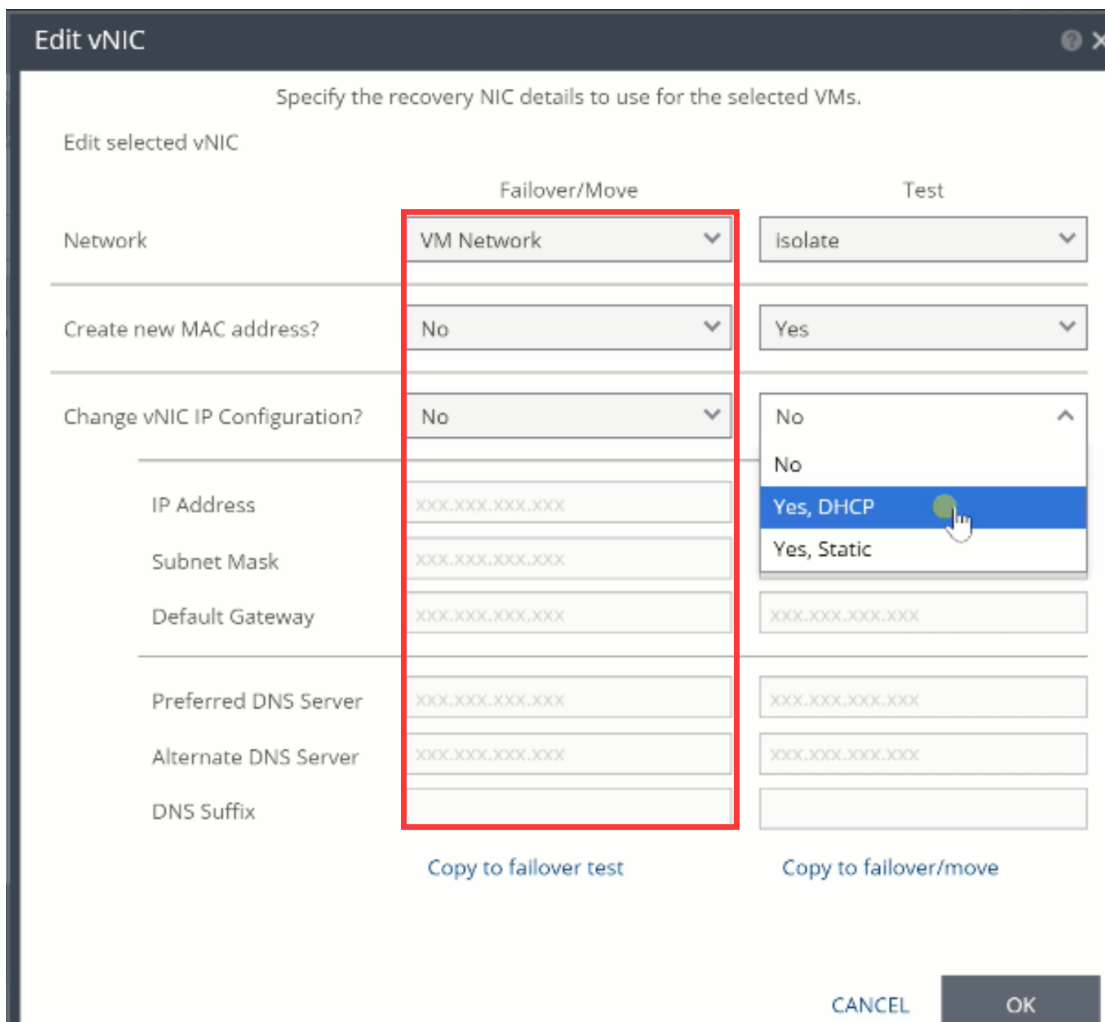 Edit vNIC
Specify the recovery NIC details to use for the selected VMs.
Edit selected vNIC
Failover/Move Test
Network VM Network isolate
Create new MAC address? No Yes
Change vNIC IP Configuration? No No
No
IP Address xxx.xxx.xxx.xxx Yes, DHCP
Yes, Static
Subnet Mask xxx.xxx.xxx.xxx
Default Gateway xxx.xxx.xxx.xxx xxx.xxx.xxx.xxx
Preferred DNS Server xxx.xxx.xxx.xxx xxx.xxx.xxx.xxx
Alternate DNS Server xxx.xxx.xxx.xxx xxx.xxx.xxx.xxx
DNS Suffix
Copy to failover test Copy to failover/move
CANCEL OK